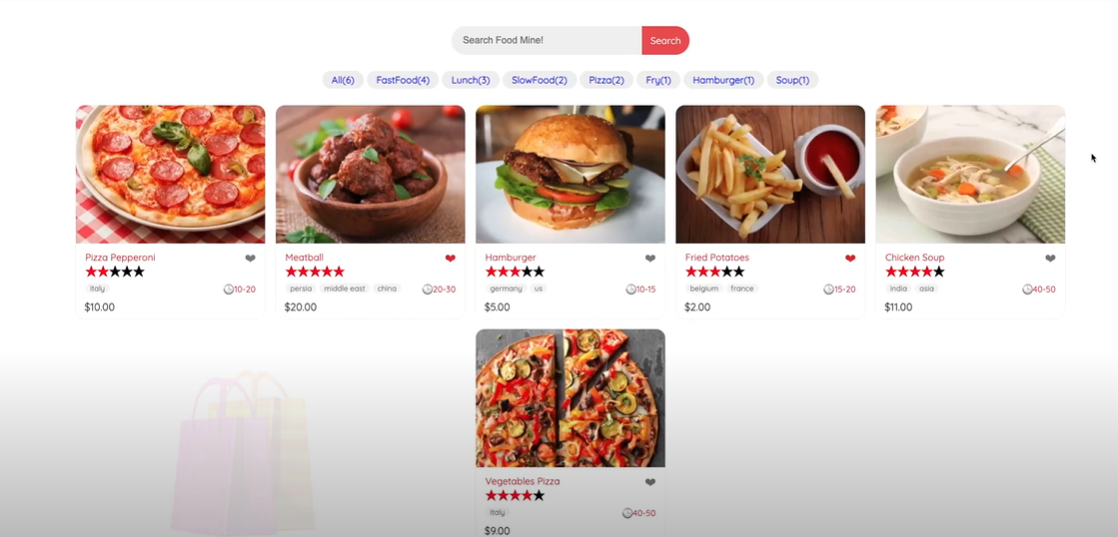 Search Food Mine!
Search
All(6) FastFood(4) Lunch(3) SlowFood(2) Pizza(2) Fry(1) Hamburger(1) Soup(1)
Pizza Pepperoni
Italy
10-20
$10.00
Meatball
persia middle east china
20-30
$20.00
Hamburger
germany us
10-15
$5.00
Fried Potatoes
belgium france
15-20
$2.00
Chicken Soup
india asia
40-50
$11.00
Vegetables Pizza
Italy
40-50
$9.00